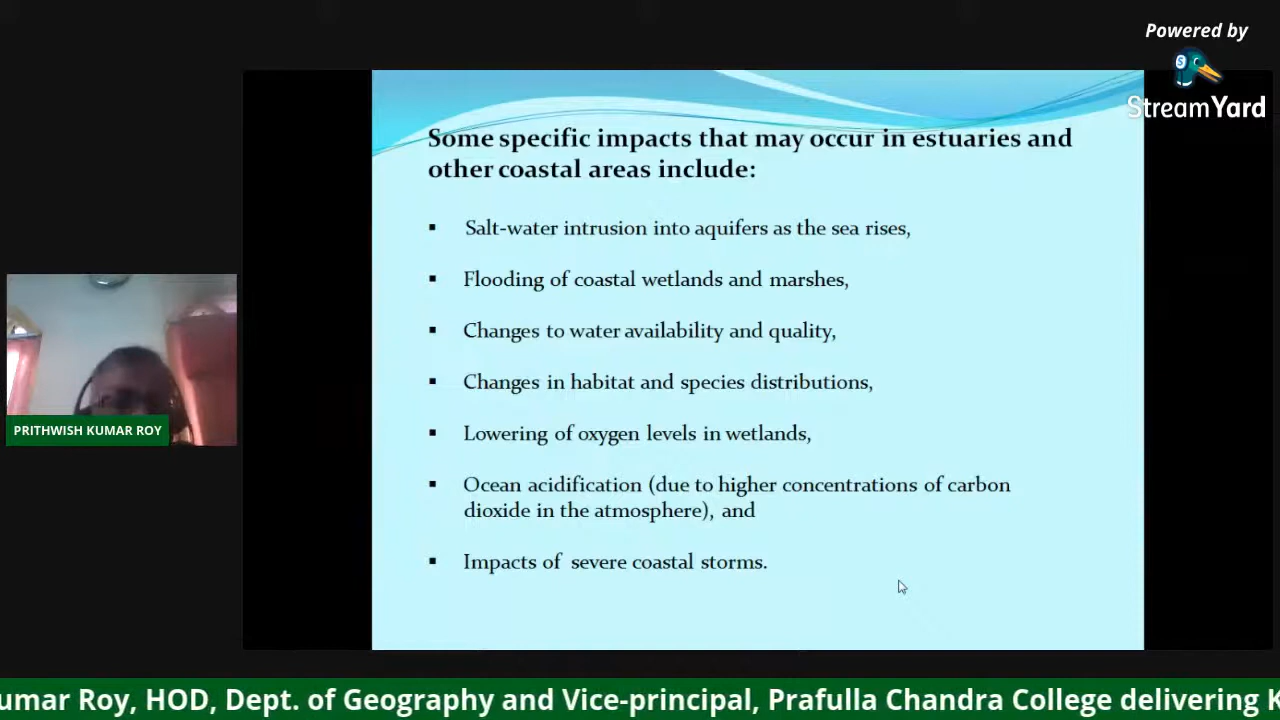 Powered by
StreamYard
Some specific impacts that may occur in estuaries and
other coastal areas include:
▪ Salt-water intrusion into aquifers as the sea rises,
▪ Flooding of coastal wetlands and marshes,
▪ Changes to water availability and quality,
▪ Changes in habitat and species distributions,
▪ Lowering of oxygen levels in wetlands,
▪ Ocean acidification (due to higher concentrations of carbon
dioxide in the atmosphere), and
▪ Impacts of severe coastal storms.
PRITHWISH KUMAR ROY
umar Roy, HOD, Dept. of Geography and Vice-principal, Prafulla Chandra College delivering K